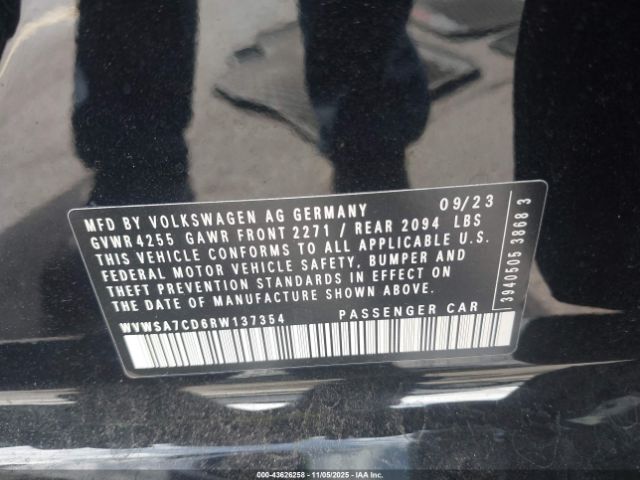 09/23
MFD BY VOLKSWAGEN AG GERMANY
GVWR 4255 GAWR FRONT 2271 / REAR 2094 LBS
THIS VEHICLE CONFORMS TO ALL APPLICABLE U.S.
FEDERAL MOTOR VEHICLE SAFETY, BUMPER AND
THEFT PREVENTION STANDARDS IN EFFECT ON
THE DATE OF MANUFACTURE SHOWN ABOVE.
WVWSA7CD6RW137354 PASSENGER CAR
3940505 3868 3
000-43626258 - 11/05/2025 - IAA Inc.